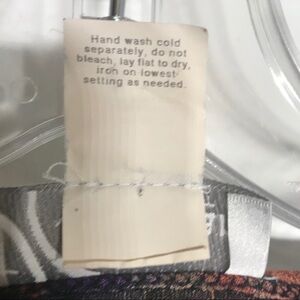 Hand wash cold
separately, do not
bleach, lay flat to dry,
iron on lowest
setting as needed.